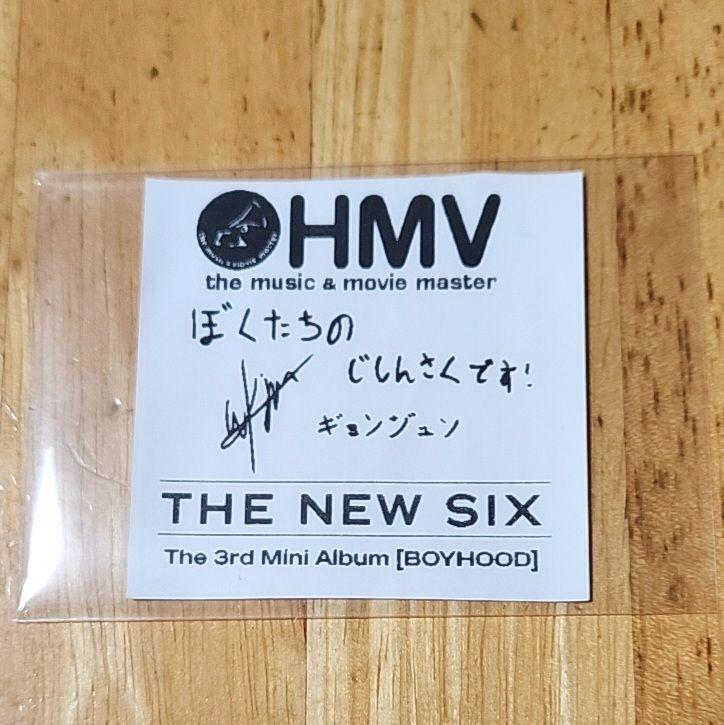 HMV
the music & movie master
ぼくたちの
じしんさくです!
ギョンジュン
THE NEW SIX
The 3rd Mini Album [BOYHOOD]